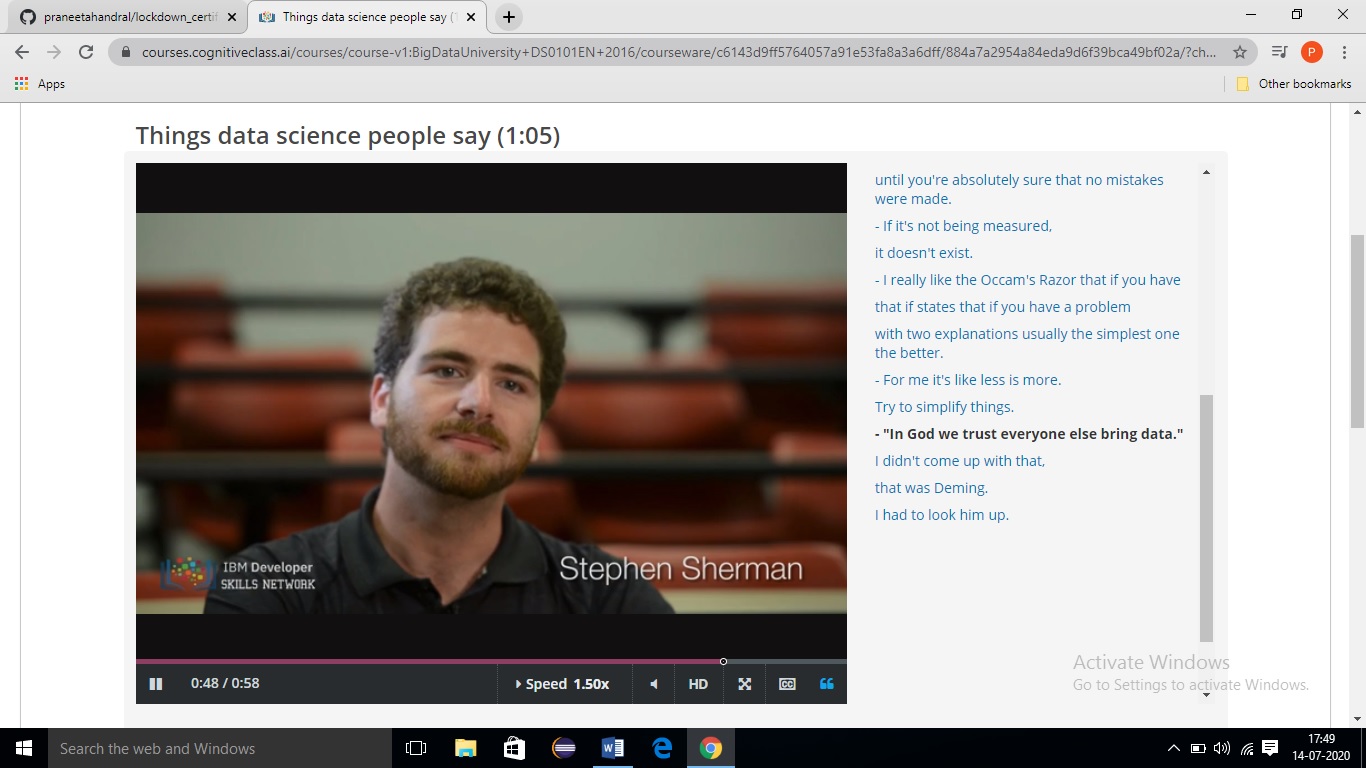 praneetahandral/lockdown_certif
Things data science people say (
courses.cognitiveclass.ai/courses/course-v1:BigDataUniversity+DS0101EN+2016/courseware/c6143d9ff5764057a91e53fa8a3a6dff/884a7a2954a84eda9d6f39bca49bf02a/?ch...
P
Apps
Other bookmarks
Things data science people say (1:05)
until you're absolutely sure that no mistakes
were made.
- If it's not being measured,
it doesn't exist.
- I really like the Occam's Razor that if you have
that if states that if you have a problem
with two explanations usually the simplest one
the better.
- For me it's like less is more.
Try to simplify things.
- "In God we trust everyone else bring data."
I didn't come up with that,
that was Deming.
I had to look him up.
IBM Developer
SKILLS NETWORK
Stephen Sherman
0:48 / 0:58
Speed 1.50x
HD
CC
Activate Windows
Go to Settings to activate Windows.
Search the web and Windows
17:49
14-07-2020